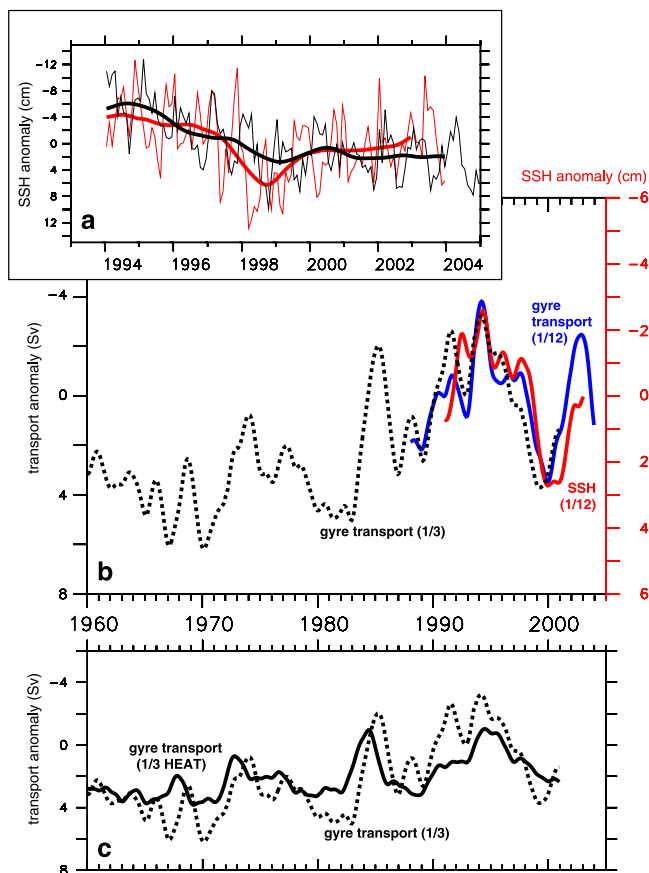 -12
-8
-4
0
4
8
12
SSH anomaly (cm)
a
1994 1996 1998 2000 2002 2004
SSH anomaly (cm)
-6
-4
-2
0
2
4
6
-4
0
4
8
transport anomaly (Sv)
gyre
transport
(1/12)
SSH
(1/12)
gyre transport (1/3)
b
1960 1970 1980 1990 2000
-4
0
4
8
transport anomaly (Sv)
gyre transport
(1/3 HEAT)
gyre transport (1/3)
c